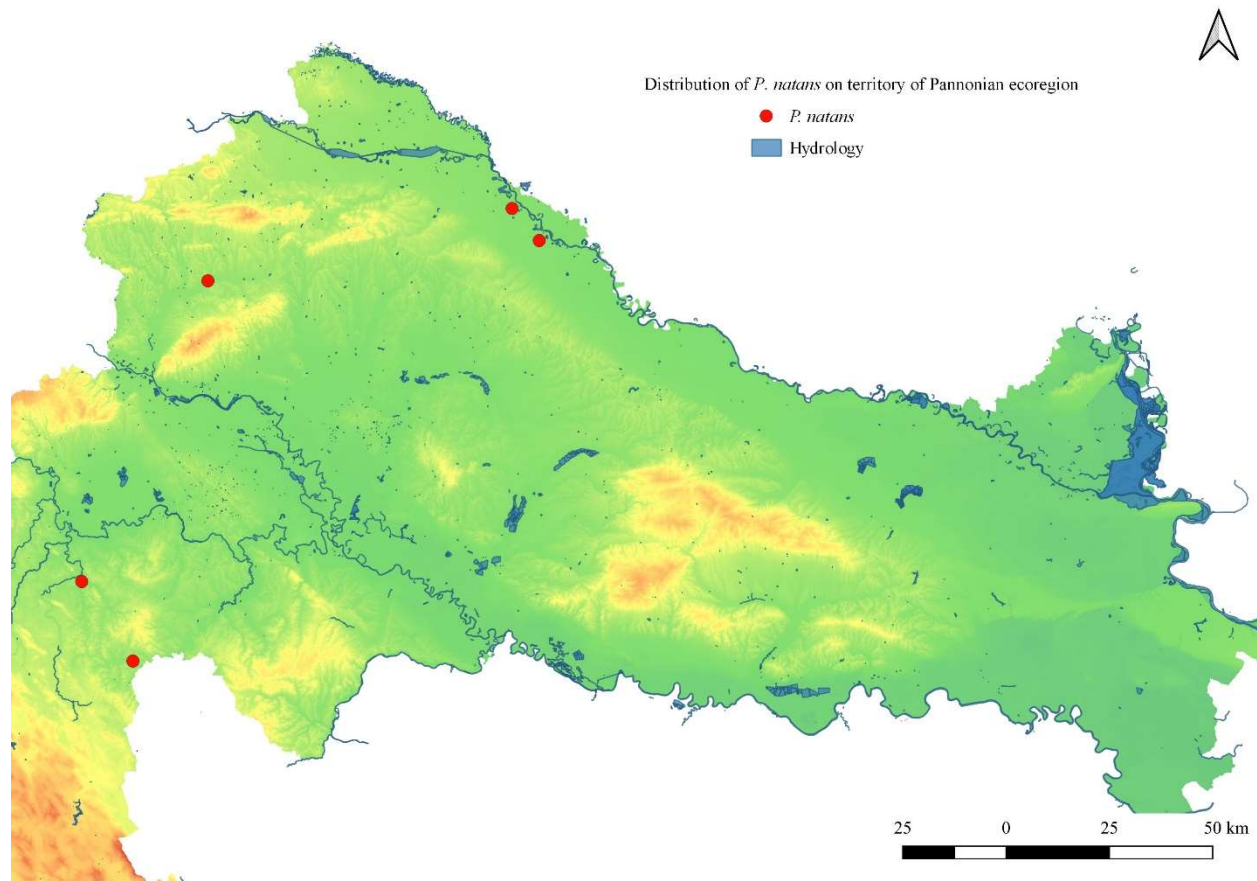 Distribution of P. natans on territory of Pannonian ecoregion
P. natans
Hydrology
25 0 25 50 km